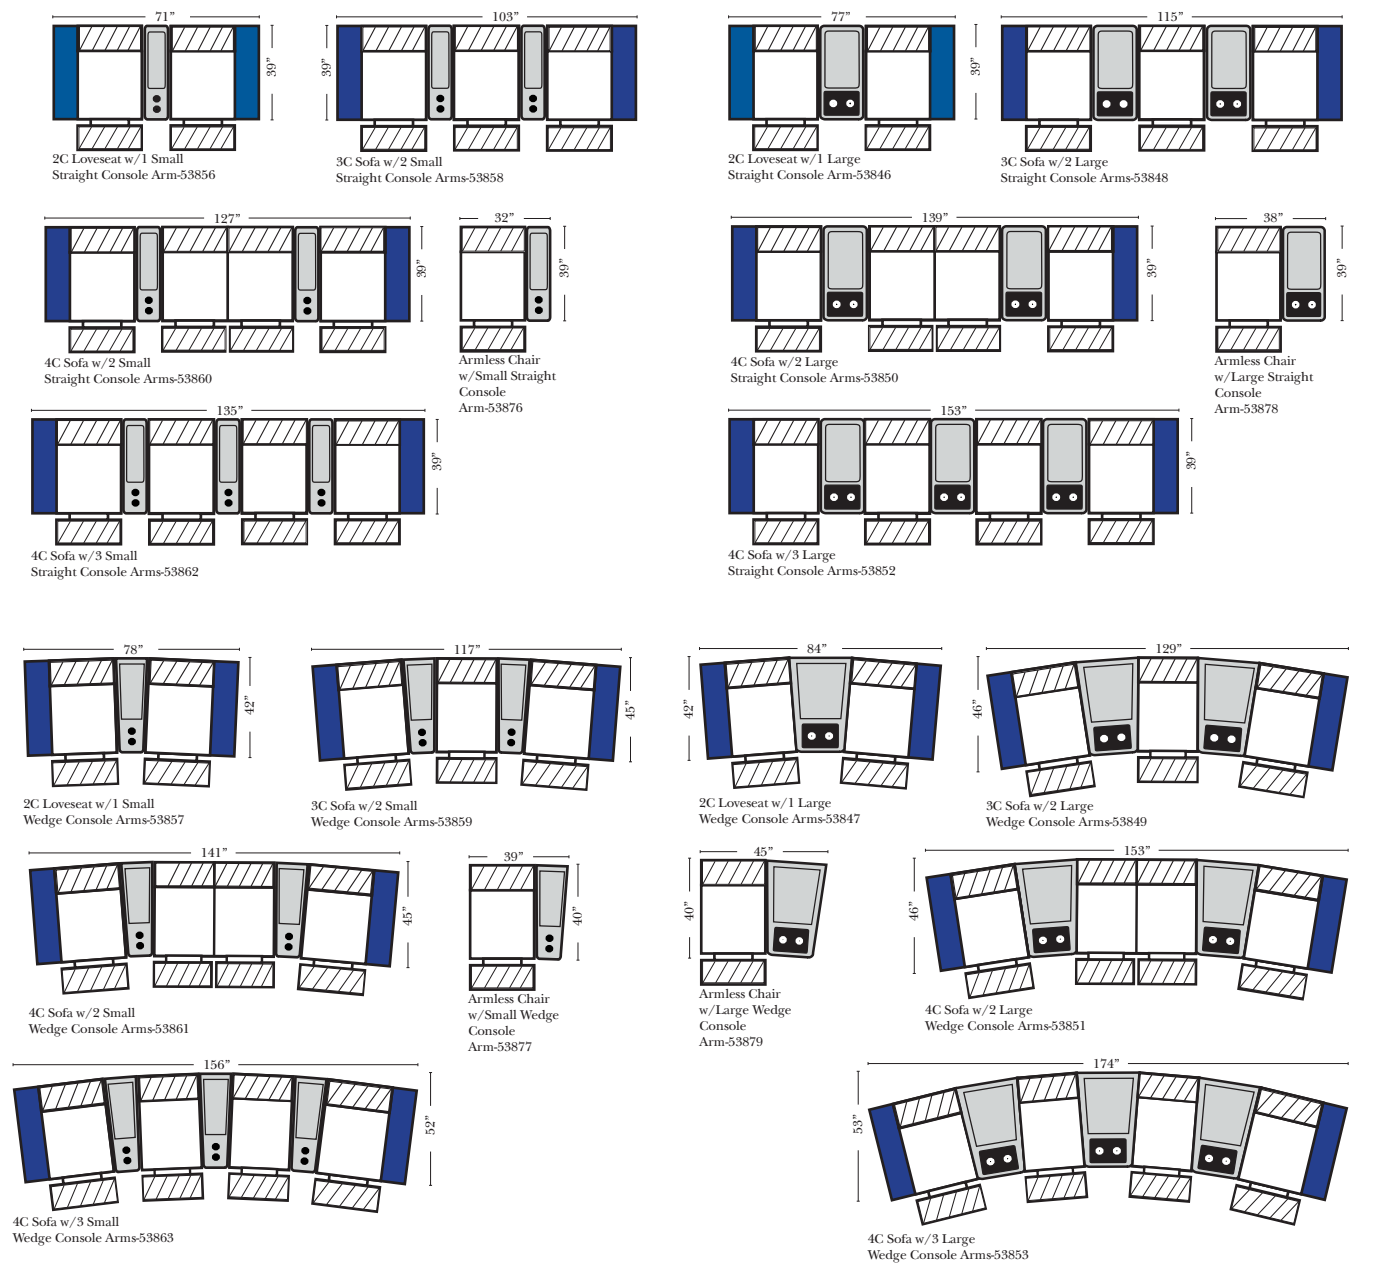 71”
39”
2C Loveseat w/1 Small
Straight Console Arm-53856
103”
39”
3C Sofa w/2 Small
Straight Console Arms-53858
77”
39”
2C Loveseat w/1 Large
Straight Console Arm-53846
115”
39”
3C Sofa w/2 Large
Straight Console Arms-53848
127”
39”
4C Sofa w/2 Small
Straight Console Arms-53860
32”
39”
Armless Chair
w/Small Straight
Console
Arm-53876
139”
39”
4C Sofa w/2 Large
Straight Console Arms-53850
38”
39”
Armless Chair
w/Large Straight
Console
Arm-53878
135”
39”
4C Sofa w/3 Small
Straight Console Arms-53862
153”
39”
4C Sofa w/3 Large
Straight Console Arms-53852
78”
42”
2C Loveseat w/1 Small
Wedge Console Arms-53857
117”
45”
3C Sofa w/2 Small
Wedge Console Arms-53859
84”
42”
2C Loveseat w/1 Large
Wedge Console Arms-53847
129”
46”
3C Sofa w/2 Large
Wedge Console Arms-53849
141”
45”
4C Sofa w/2 Small
Wedge Console Arms-53861
39”
40”
Armless Chair
w/Small Wedge
Console
Arm-53877
45”
40”
Armless Chair
w/Large Wedge
Console
Arm-53879
153”
46”
4C Sofa w/2 Large
Wedge Console Arms-53851
156”
52”
4C Sofa w/3 Small
Wedge Console Arms-53863
174”
53”
4C Sofa w/3 Large
Wedge Console Arms-53853